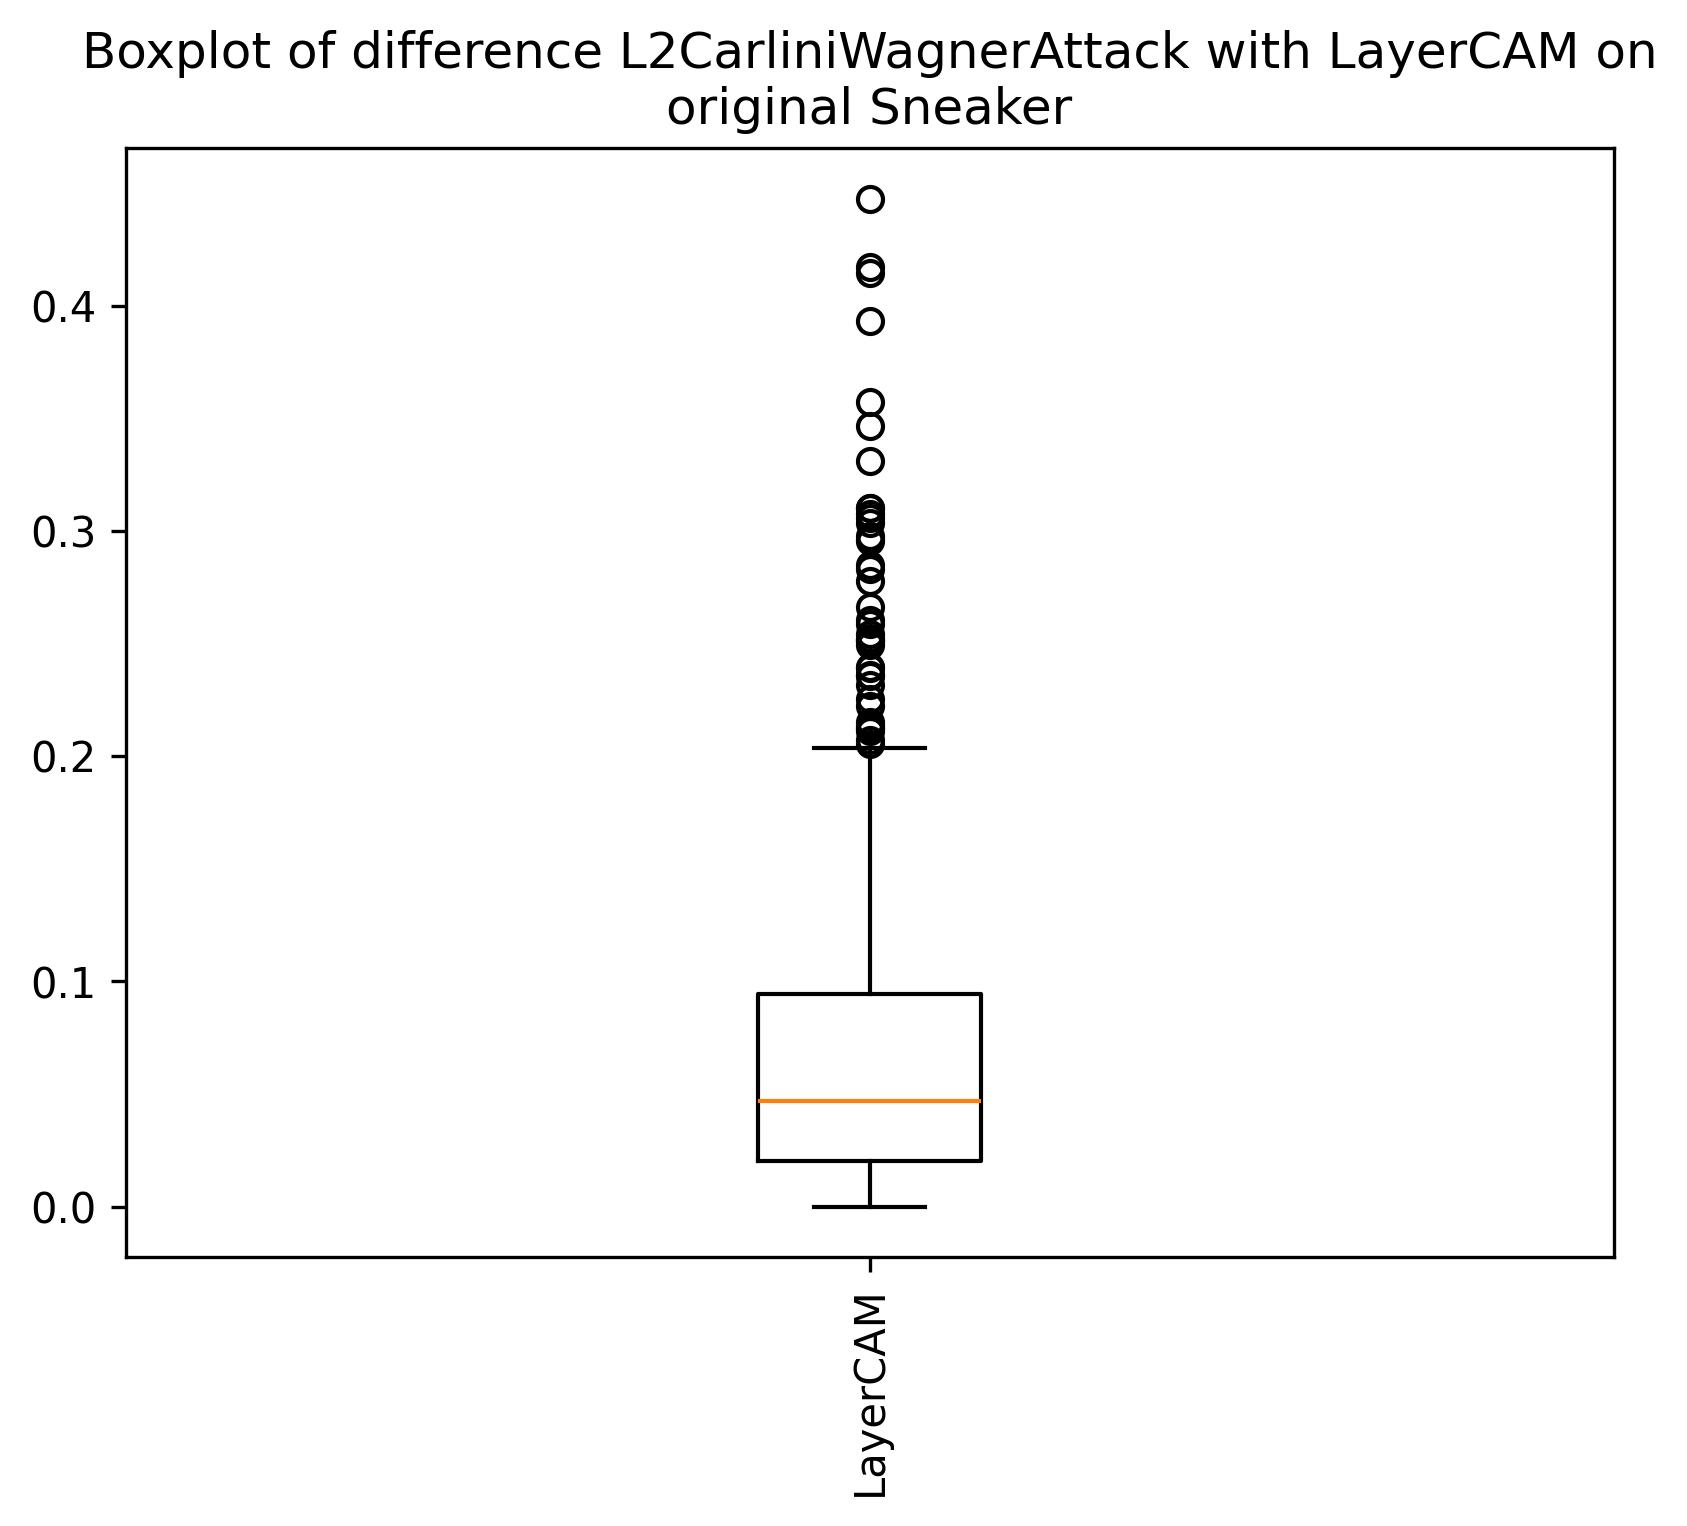 Boxplot of difference L2CarliniWagnerAttack with LayerCAM on
original Sneaker
0.4
0.3
0.2
0.1
0.0
LayerCAM